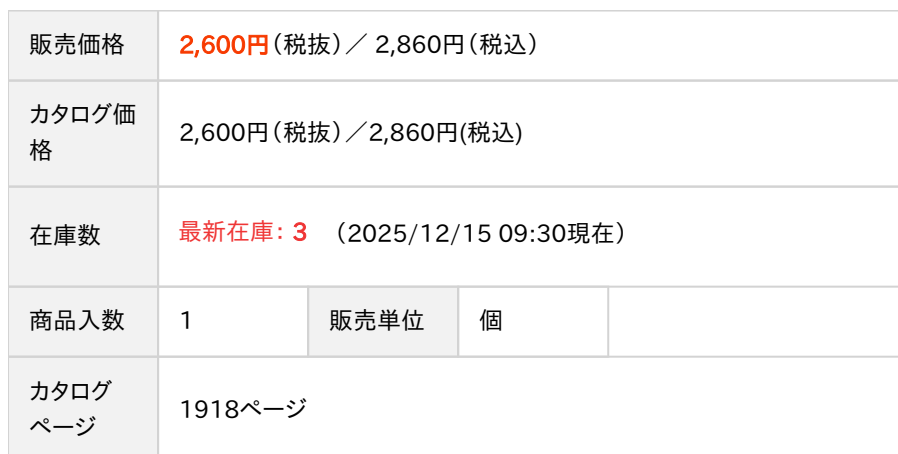 販売価格 2,600円（税抜）／ 2,860円（税込）
カタログ価
格
2,600円（税抜）／2,860円(税込)
在庫数 最新在庫：3 （2025/12/15 09:30現在）
商品入数 1 販売単位 個
カタログ
ページ
1918ページ